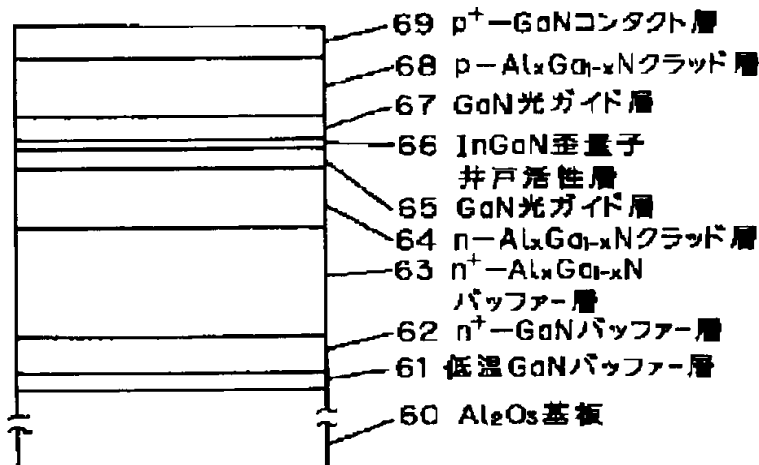 69 p⁺−GaNコンタクト層
68 p−AlxGa1-xNクラッド層
67 GaN光ガイド層
66 InGaN歪量子
井戸活性層
65 GaN光ガイド層
64 n−AlxGa1-xNクラッド層
63 n⁺−AlxGa1-xN
バッファー層
62 n⁺−GaNバッファー層
61 低温GaNバッファー層
60 Al2O3基板